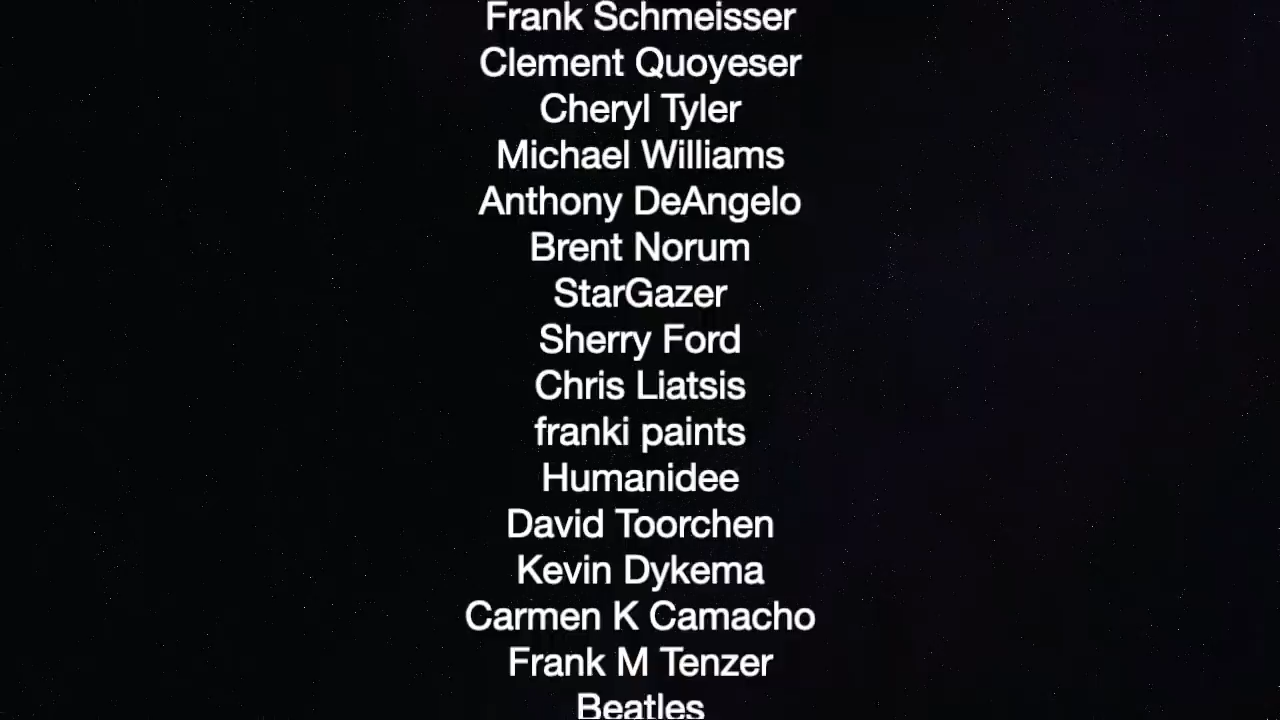 Frank Schmeisser
Clement Quoyeser
Cheryl Tyler
Michael Williams
Anthony DeAngelo
Brent Norum
StarGazer
Sherry Ford
Chris Liatsis
franki paints
Humanidee
David Toorchen
Kevin Dykema
Carmen K Camacho
Frank M Tenzer
Beatles